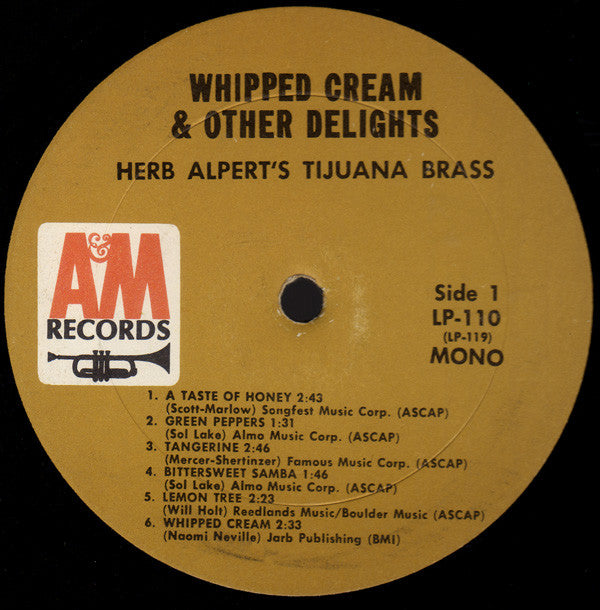 WHIPPED CREAM
& OTHER DELIGHTS
HERB ALPERT'S TIJUANA BRASS
A&M
RECORDS
Side 1
LP-110
(LP-119)
MONO
1. A TASTE OF HONEY 2:43
(Scott-Marlow) Songfest Music Corp. (ASCAP)
2. GREEN PEPPERS 1:31
(Sol Lake) Almo Music Corp. (ASCAP)
3. TANGERINE 2:46
(Mercer-Shertinzer) Famous Music Corp. (ASCAP)
4. BITTERSWEET SAMBA 1:46
(Sol Lake) Almo Music Corp. (ASCAP)
5. LEMON TREE 2:23
(Will Holt) Reedlands Music/Boulder Music (ASCAP)
6. WHIPPED CREAM 2:33
(Naomi Neville) Jarb Publishing (BMI)